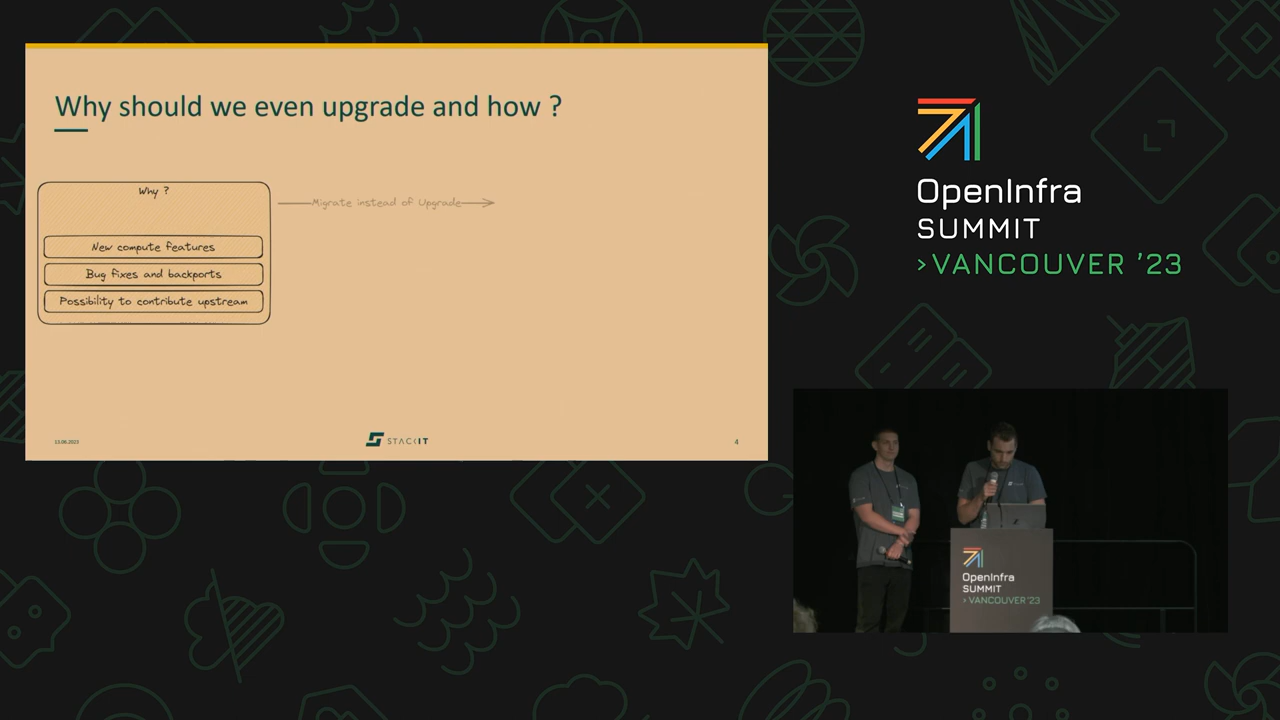 Why should we even upgrade and how ?
Why ?
Migrate instead of Upgrade
New compute features
Bug fixes and backports
Possibility to contribute upstream
13.06.2023
STACKIT
4
OpenInfra
SUMMIT
>VANCOUVER '23
OpenInfra
SUMMIT
>VANCOUVER '23